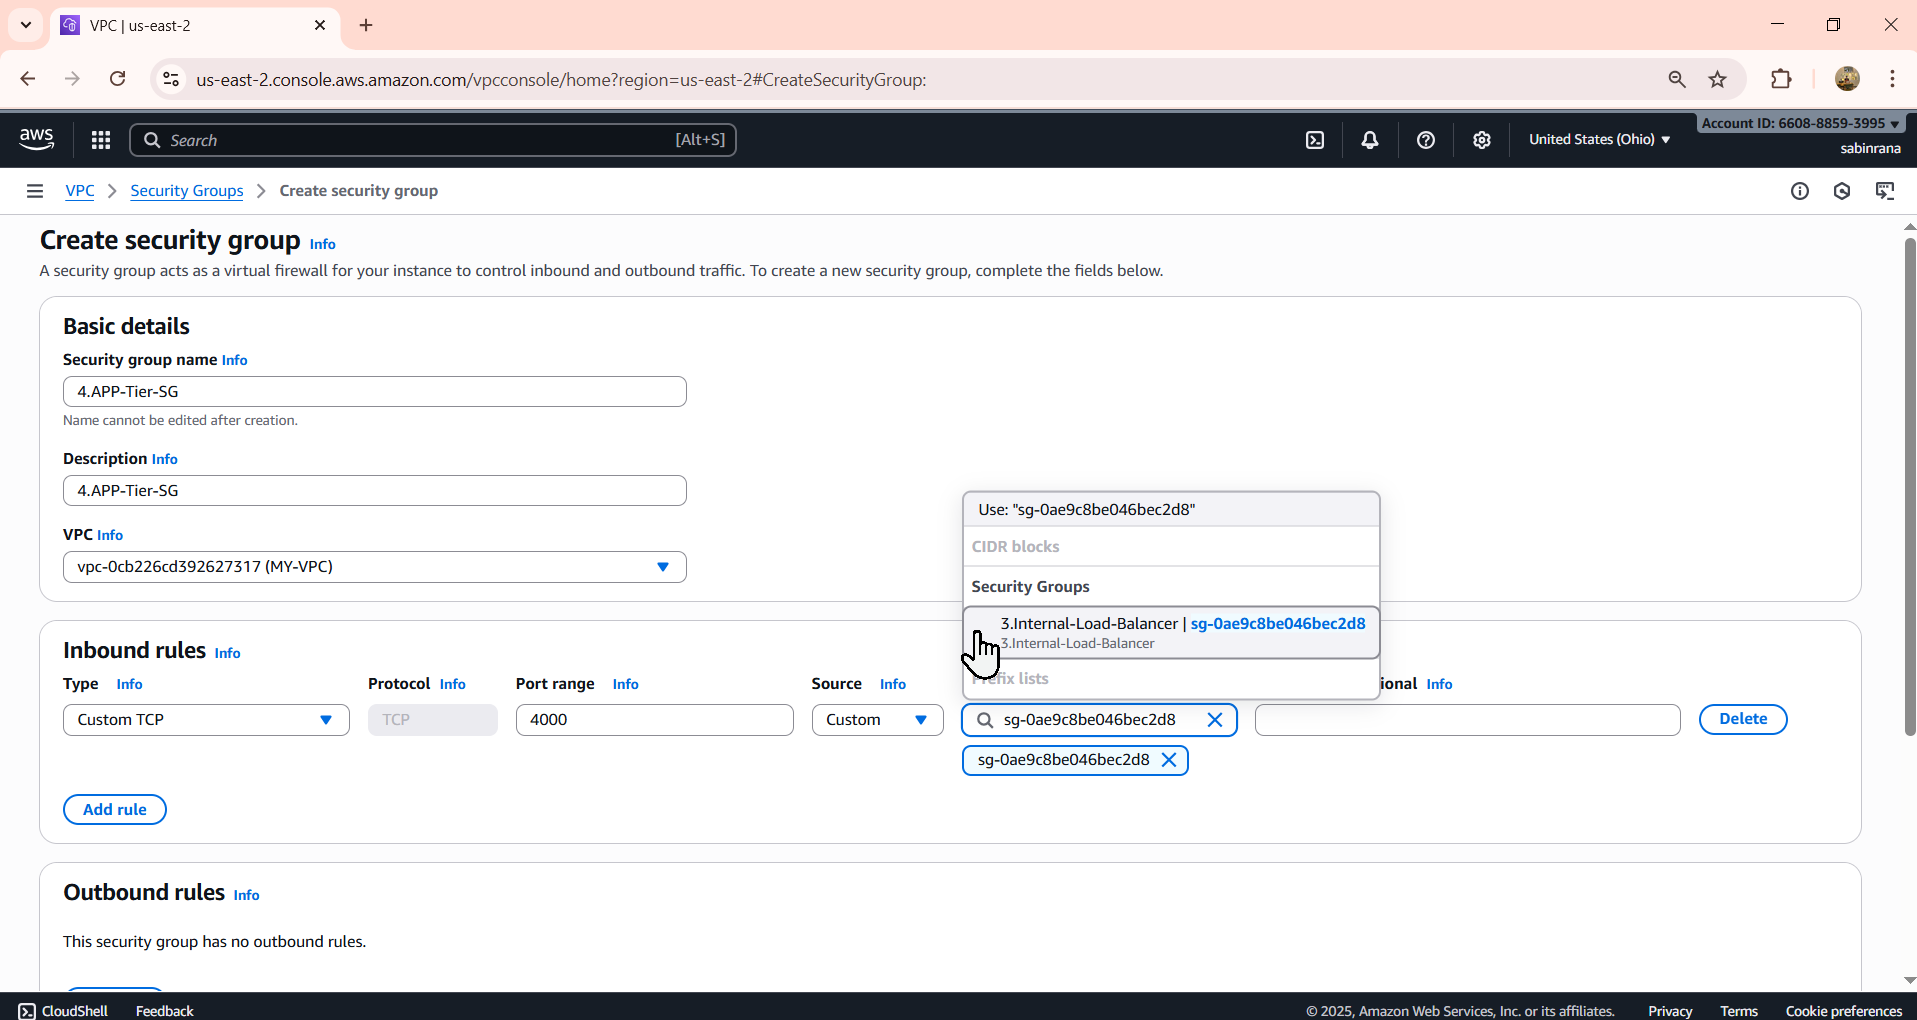 VPC | us-east-2
us-east-2.console.aws.amazon.com/vpcconsole/home?region=us-east-2#CreateSecurityGroup:
aws
Search
[Alt+S]
United States (Ohio)
Account ID: 6608-8859-3995
sabinrana
VPC
Security Groups
Create security group
Create security group Info
A security group acts as a virtual firewall for your instance to control inbound and outbound traffic. To create a new security group, complete the fields below.
Basic details
Security group name Info
4.APP-Tier-SG
Name cannot be edited after creation.
Description Info
4.APP-Tier-SG
VPC Info
vpc-0cb226cd392627317 (MY-VPC)
Use: "sg-0ae9c8be046bec2d8"
CIDR blocks
Security Groups
3.Internal-Load-Balancer | sg-0ae9c8be046bec2d8
3.Internal-Load-Balancer
Prefix lists
Inbound rules Info
Type Info
Protocol Info
Port range Info
Source Info
ional Info
Custom TCP
TCP
4000
Custom
sg-0ae9c8be046bec2d8
Delete
sg-0ae9c8be046bec2d8
Add rule
Outbound rules Info
This security group has no outbound rules.
CloudShell
Feedback
© 2025, Amazon Web Services, Inc. or its affiliates.
Privacy
Terms
Cookie preferences